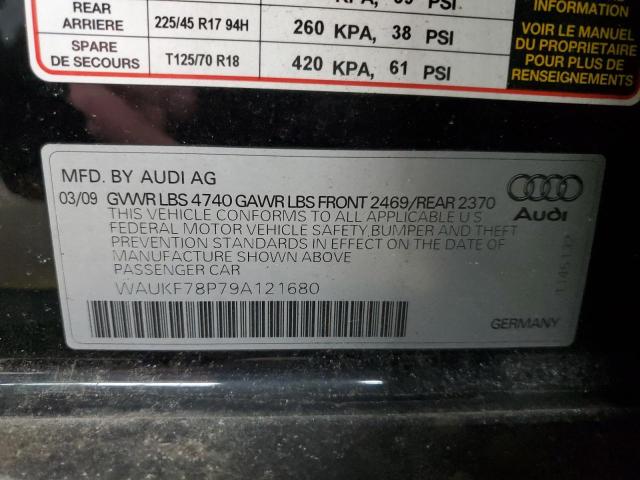 PSI
REAR
ARRIERE 225/45 R17 94H 260 KPA, 38 PSI
SPARE
DE SECOURS T125/70 R18 420 KPA, 61 PSI
INFORMATION
VOIR LE MANUEL
DU PROPRIETAIRE
POUR PLUS DE
RENSEIGNEMENTS
MFD. BY AUDI AG
03/09 GVWR LBS 4740 GAWR LBS FRONT 2469/REAR 2370
THIS VEHICLE CONFORMS TO ALL APPLICABLE U S
FEDERAL MOTOR VEHICLE SAFETY, BUMPER AND THEFT
PREVENTION STANDARDS IN EFFECT ON THE DATE OF
MANUFACTURE SHOWN ABOVE
PASSENGER CAR
WAUKF78P79A121680
Audi
GERMANY